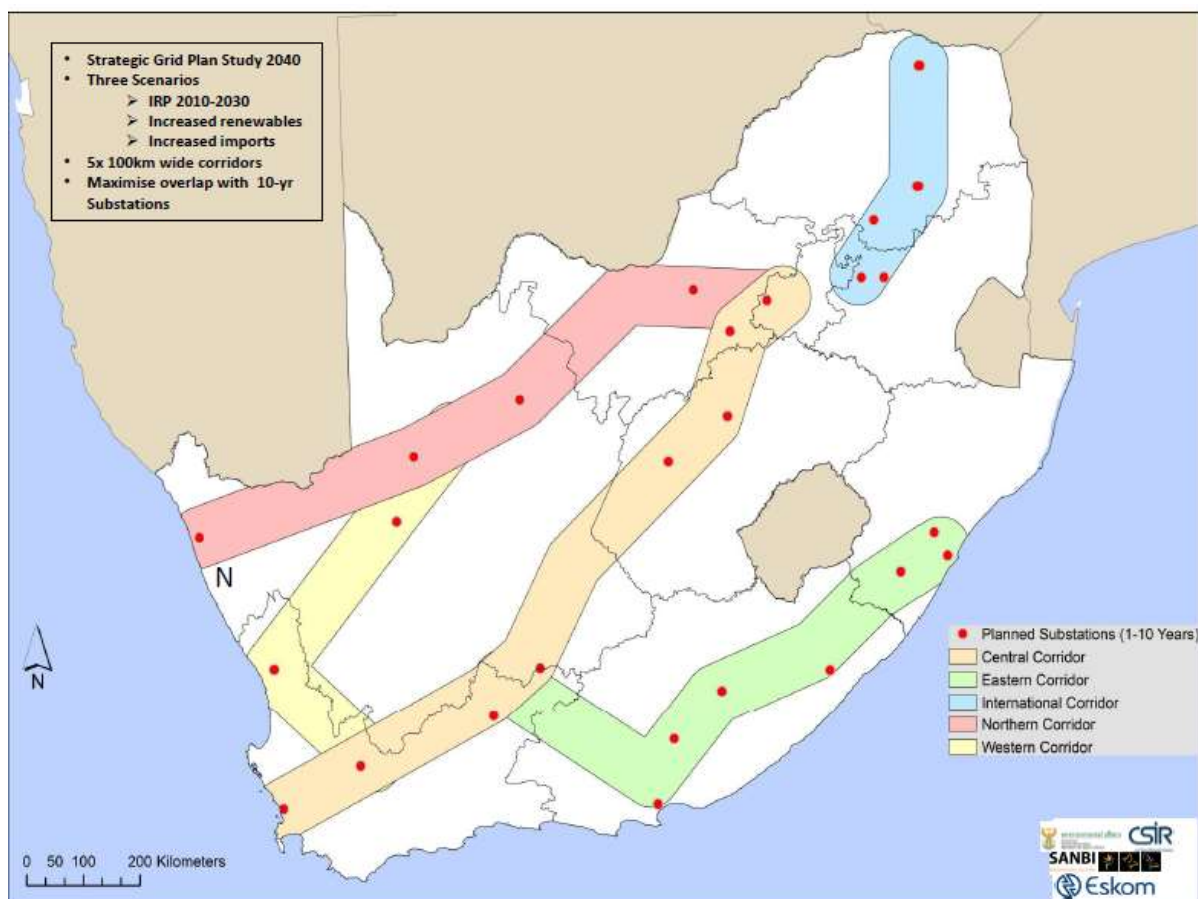 • Strategic Grid Plan Study 2040
• Three Scenarios
➢ IRP 2010-2030
➢ Increased renewables
➢ Increased imports
• 5x 100km wide corridors
• Maximise overlap with 10-yr
Substations
N
N
Planned Substations (1-10 Years)
Central Corridor
Eastern Corridor
International Corridor
Northern Corridor
Western Corridor
0 50 100 200 Kilometers
environmental affairs
CSIR
SANBI
Eskom